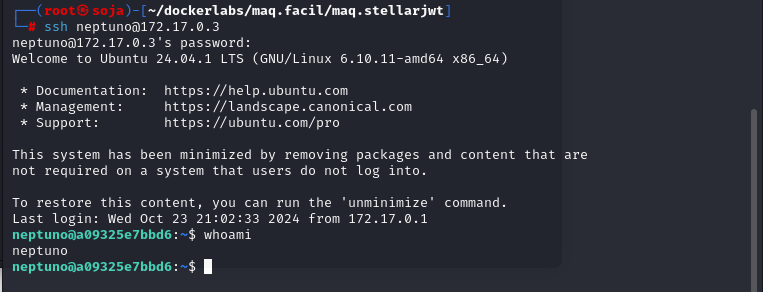 ┌──(root㉿soja)-[~/dockerlabs/maq.facil/maq.stellarjwt]
└─# ssh neptuno@172.17.0.3
neptuno@172.17.0.3's password:
Welcome to Ubuntu 24.04.1 LTS (GNU/Linux 6.10.11-amd64 x86_64)
* Documentation:  https://help.ubuntu.com
* Management:     https://landscape.canonical.com
* Support:        https://ubuntu.com/pro
This system has been minimized by removing packages and content that are
not required on a system that users do not log into.
To restore this content, you can run the 'unminimize' command.
Last login: Wed Oct 23 21:02:33 2024 from 172.17.0.1
neptuno@a09325e7bbd6:~$ whoami
neptuno
neptuno@a09325e7bbd6:~$